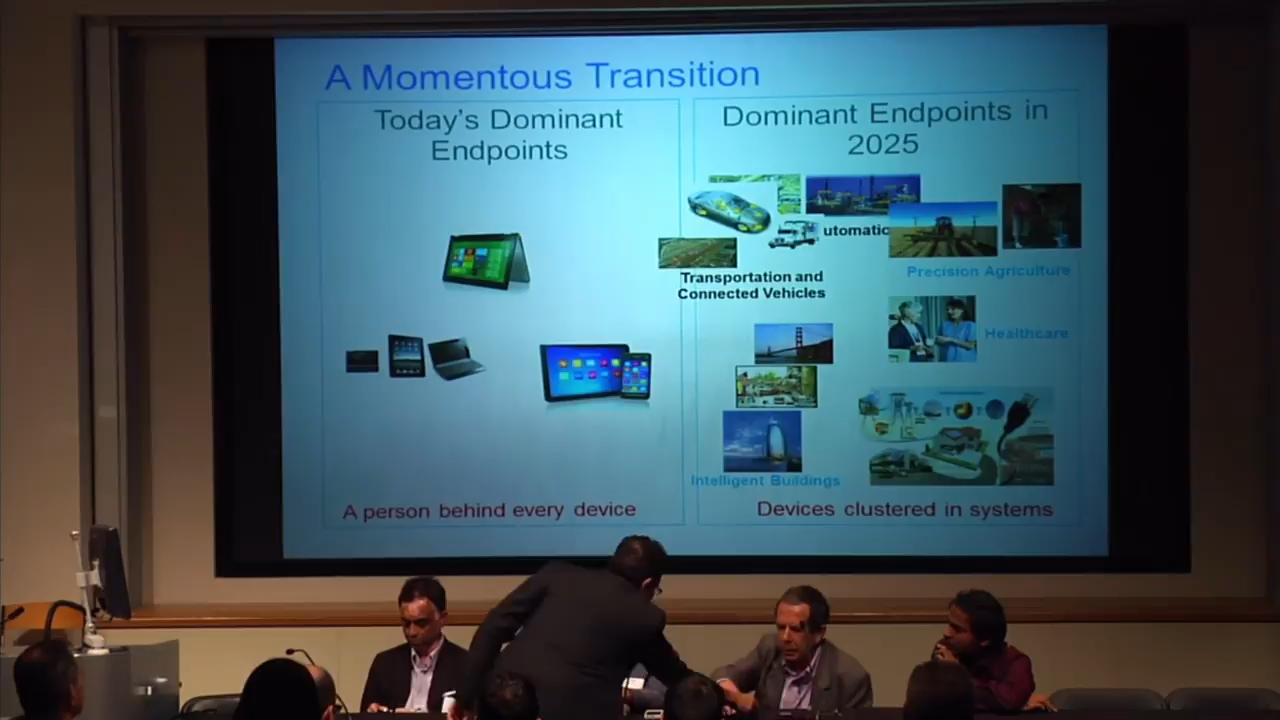 A Momentous Transition
Today's Dominant
Endpoints
A person behind every device
Dominant Endpoints in
2025
utomatic
Precision Agriculture
Transportation and
Connected Vehicles
Healthcare
Intelligent Buildings
Devices clustered in systems